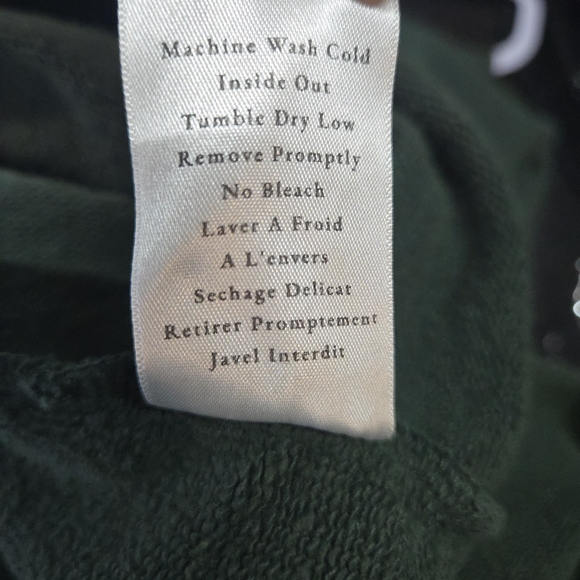 Machine Wash Cold
Inside Out
Tumble Dry Low
Remove Promptly
No Bleach
Laver A Froid
A L'envers
Sechage Delicat
Retirer Promptement
Javel Interdit